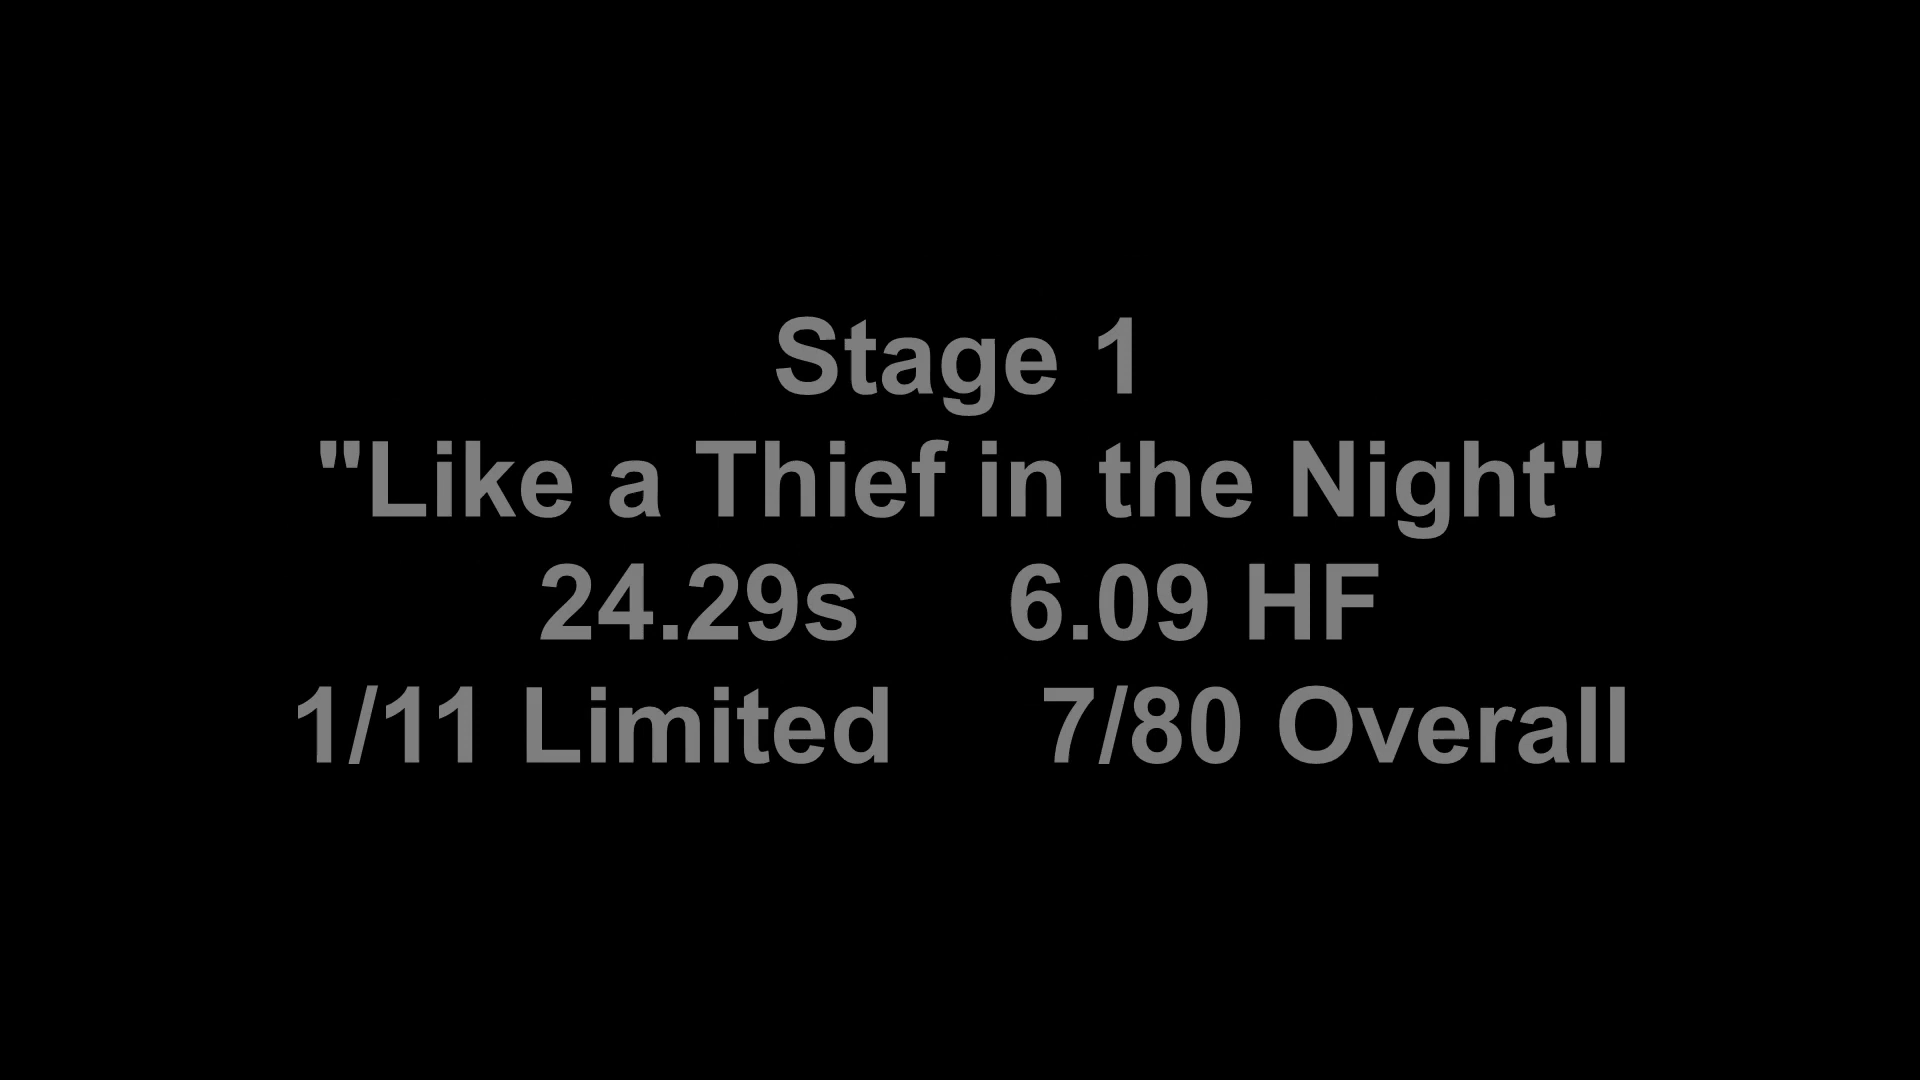 Stage 1
"Like a Thief in the Night"
24.29s 6.09 HF
1/11 Limited 7/80 Overall